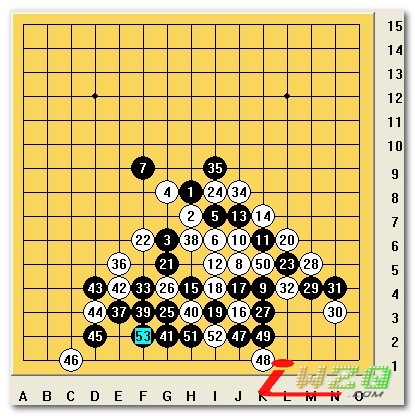 15
14
13
12
11
10
7 35 9
4 1 24 34 8
2 5 13 14 7
22 3 38 6 10 11 20 6
36 21 12 8 50 23 28 5
43 42 33 26 15 18 17 9 32 29 31 4
44 37 39 25 40 19 16 27 30 3
45 53 41 51 52 47 49 2
46 48 1
iWZQ
.COM
A B C D E F G H I J K L M N O